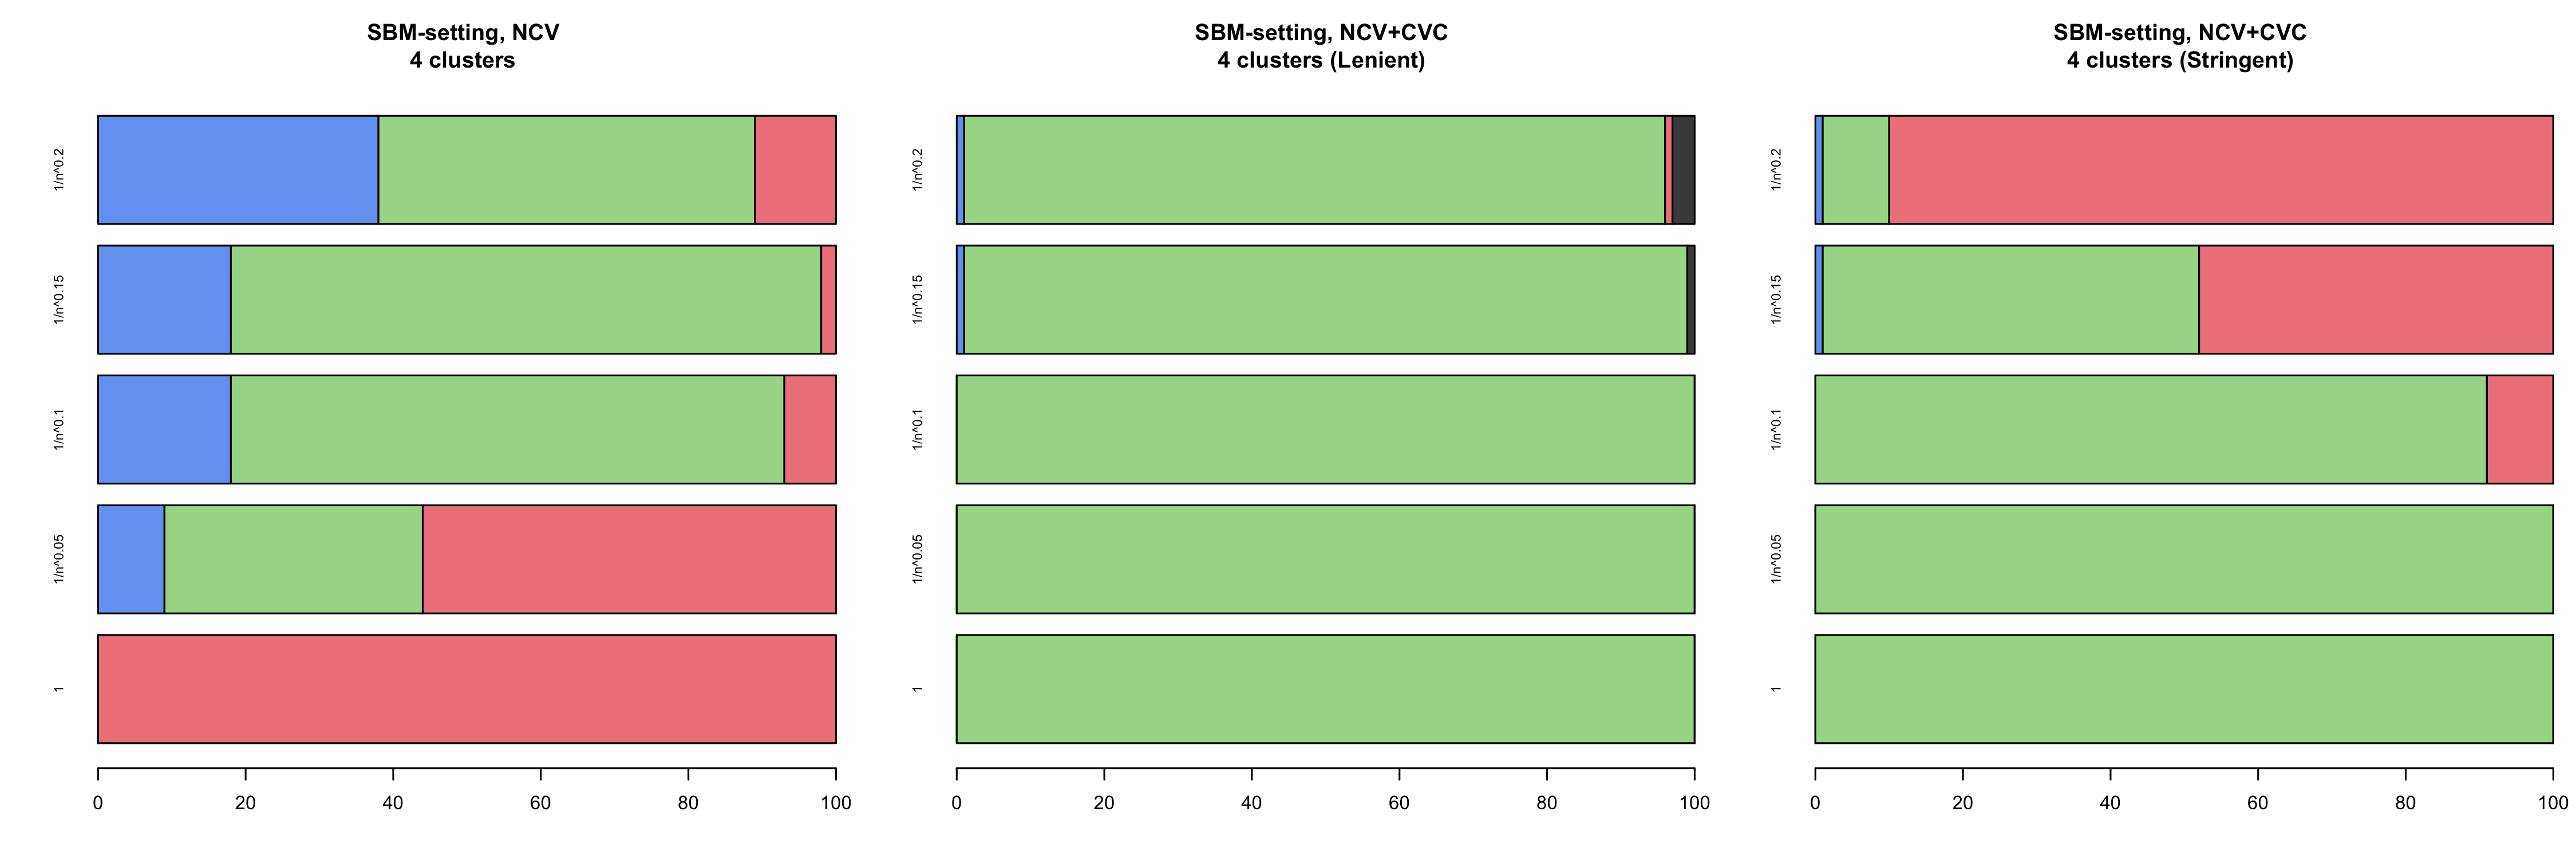 SBM-setting, NCV
4 clusters
1/n^0.2
1/n^0.15
1/n^0.1
1/n^0.05
1
0 20 40 60 80 100
SBM-setting, NCV+CVC
4 clusters (Lenient)
1/n^0.2
1/n^0.15
1/n^0.1
1/n^0.05
1
0 20 40 60 80 100
SBM-setting, NCV+CVC
4 clusters (Stringent)
1/n^0.2
1/n^0.15
1/n^0.1
1/n^0.05
1
0 20 40 60 80 100